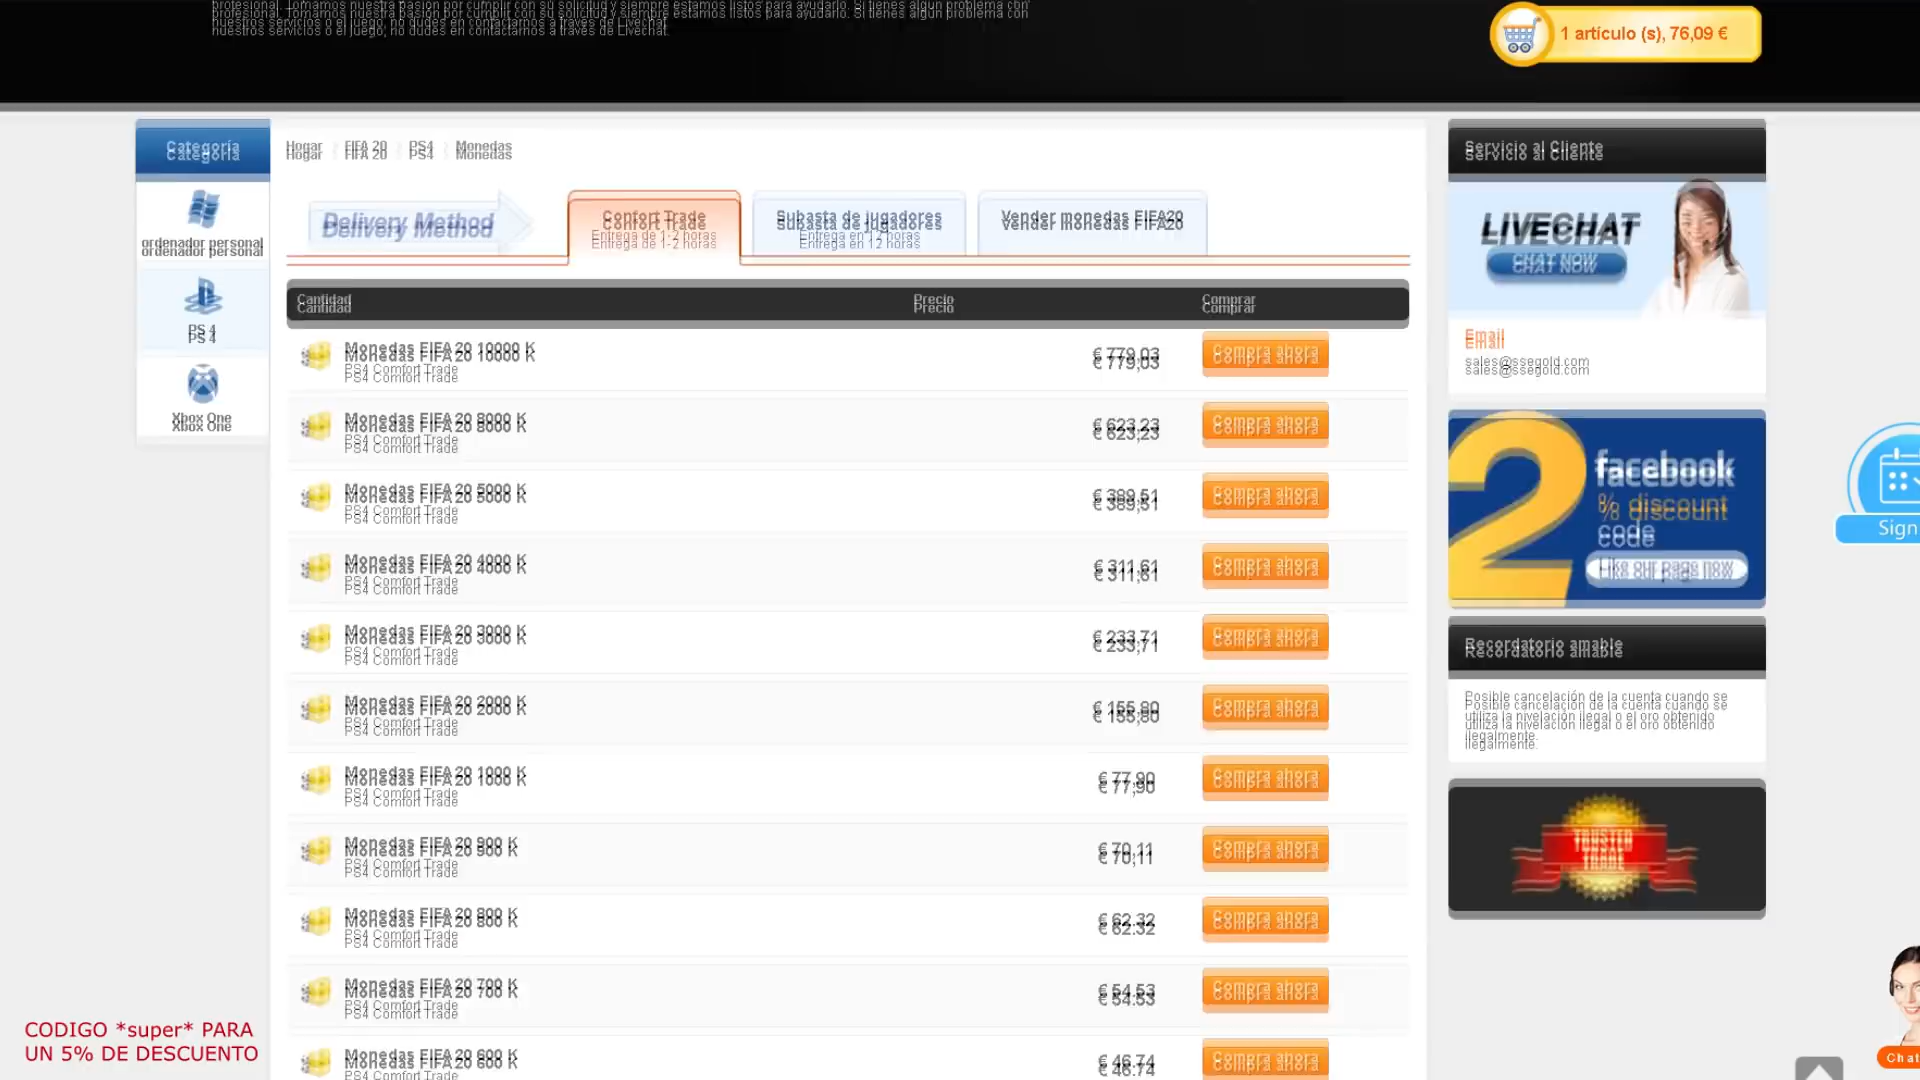 profesional. Tomamos nuestra pasión por cumplir con su solicitud y siempre estamos listos para ayudarlo. Si tienes algún problema con
nuestros servicios o el juego, no dudes en contactarnos a través de Livechat.
1 artículo (s), 76,09 €
Categoría
ordenador personal
PS 4
Xbox One
Hogar FIFA 20 PS4 Monedas
Delivery Method
Confort Trade
Entrega de 1-2 horas
Subasta de jugadores
Entrega en 12 horas
Vender monedas FIFA20
Cantidad Precio Comprar
Monedas FIFA 20 10000 K
PS4 Comfort Trade
€ 779,03
Compra ahora
Monedas FIFA 20 8000 K
PS4 Comfort Trade
€ 623,23
Compra ahora
Monedas FIFA 20 5000 K
PS4 Comfort Trade
€ 389,51
Compra ahora
Monedas FIFA 20 4000 K
PS4 Comfort Trade
€ 311,61
Compra ahora
Monedas FIFA 20 3000 K
PS4 Comfort Trade
€ 233,71
Compra ahora
Monedas FIFA 20 2000 K
PS4 Comfort Trade
€ 155,80
Compra ahora
Monedas FIFA 20 1000 K
PS4 Comfort Trade
€ 77,90
Compra ahora
Monedas FIFA 20 900 K
PS4 Comfort Trade
€ 70,11
Compra ahora
Monedas FIFA 20 800 K
PS4 Comfort Trade
€ 62.32
Compra ahora
Monedas FIFA 20 700 K
PS4 Comfort Trade
€ 54.53
Compra ahora
Monedas FIFA 20 600 K
PS4 Comfort Trade
€ 46.74
Compra ahora
Servicio al Cliente
LIVECHAT
CHAT NOW
Email
sales@ssegold.com
2
facebook
% discount
code
Like our page now
Recordatorio amable
Posible cancelación de la cuenta cuando se
utiliza la nivelación ilegal o el oro obtenido
ilegalmente.
TRUSTED
TRADE
Sign
Chat
CODIGO *super* PARA
UN 5% DE DESCUENTO